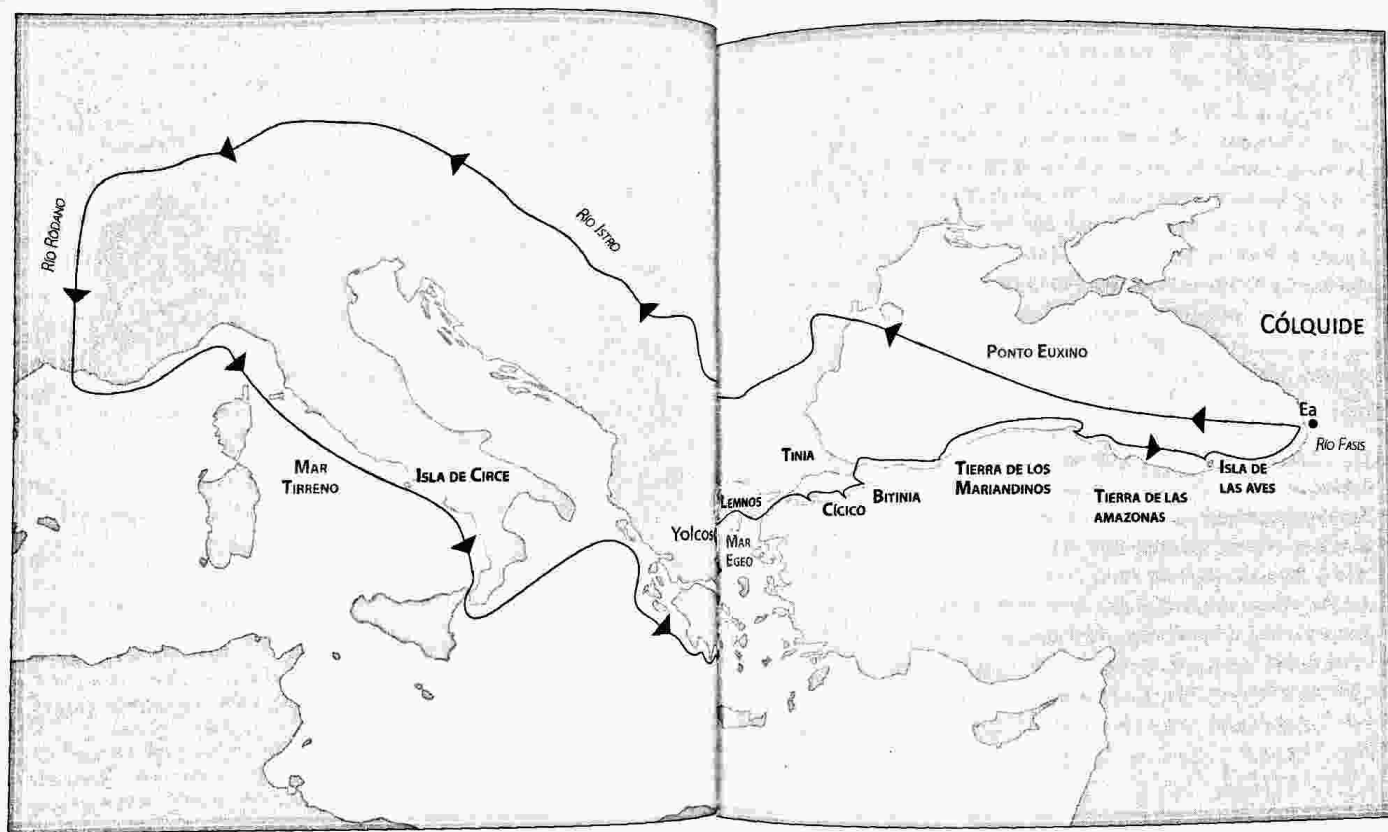 RÍO RÓDANO
RÍO ISTRO
MAR
TIRRENO
ISLA DE CIRCE
Yolcos
CÓLQUIDE
PONTO EUXINO
Ea
RÍO FASIS
TINIA
LEMNOS
CÍCICO
BITINIA
TIERRA DE LOS
MARIANDINOS
TIERRA DE LAS
AMAZONAS
ISLA DE
LAS AVES
MAR
EGEO